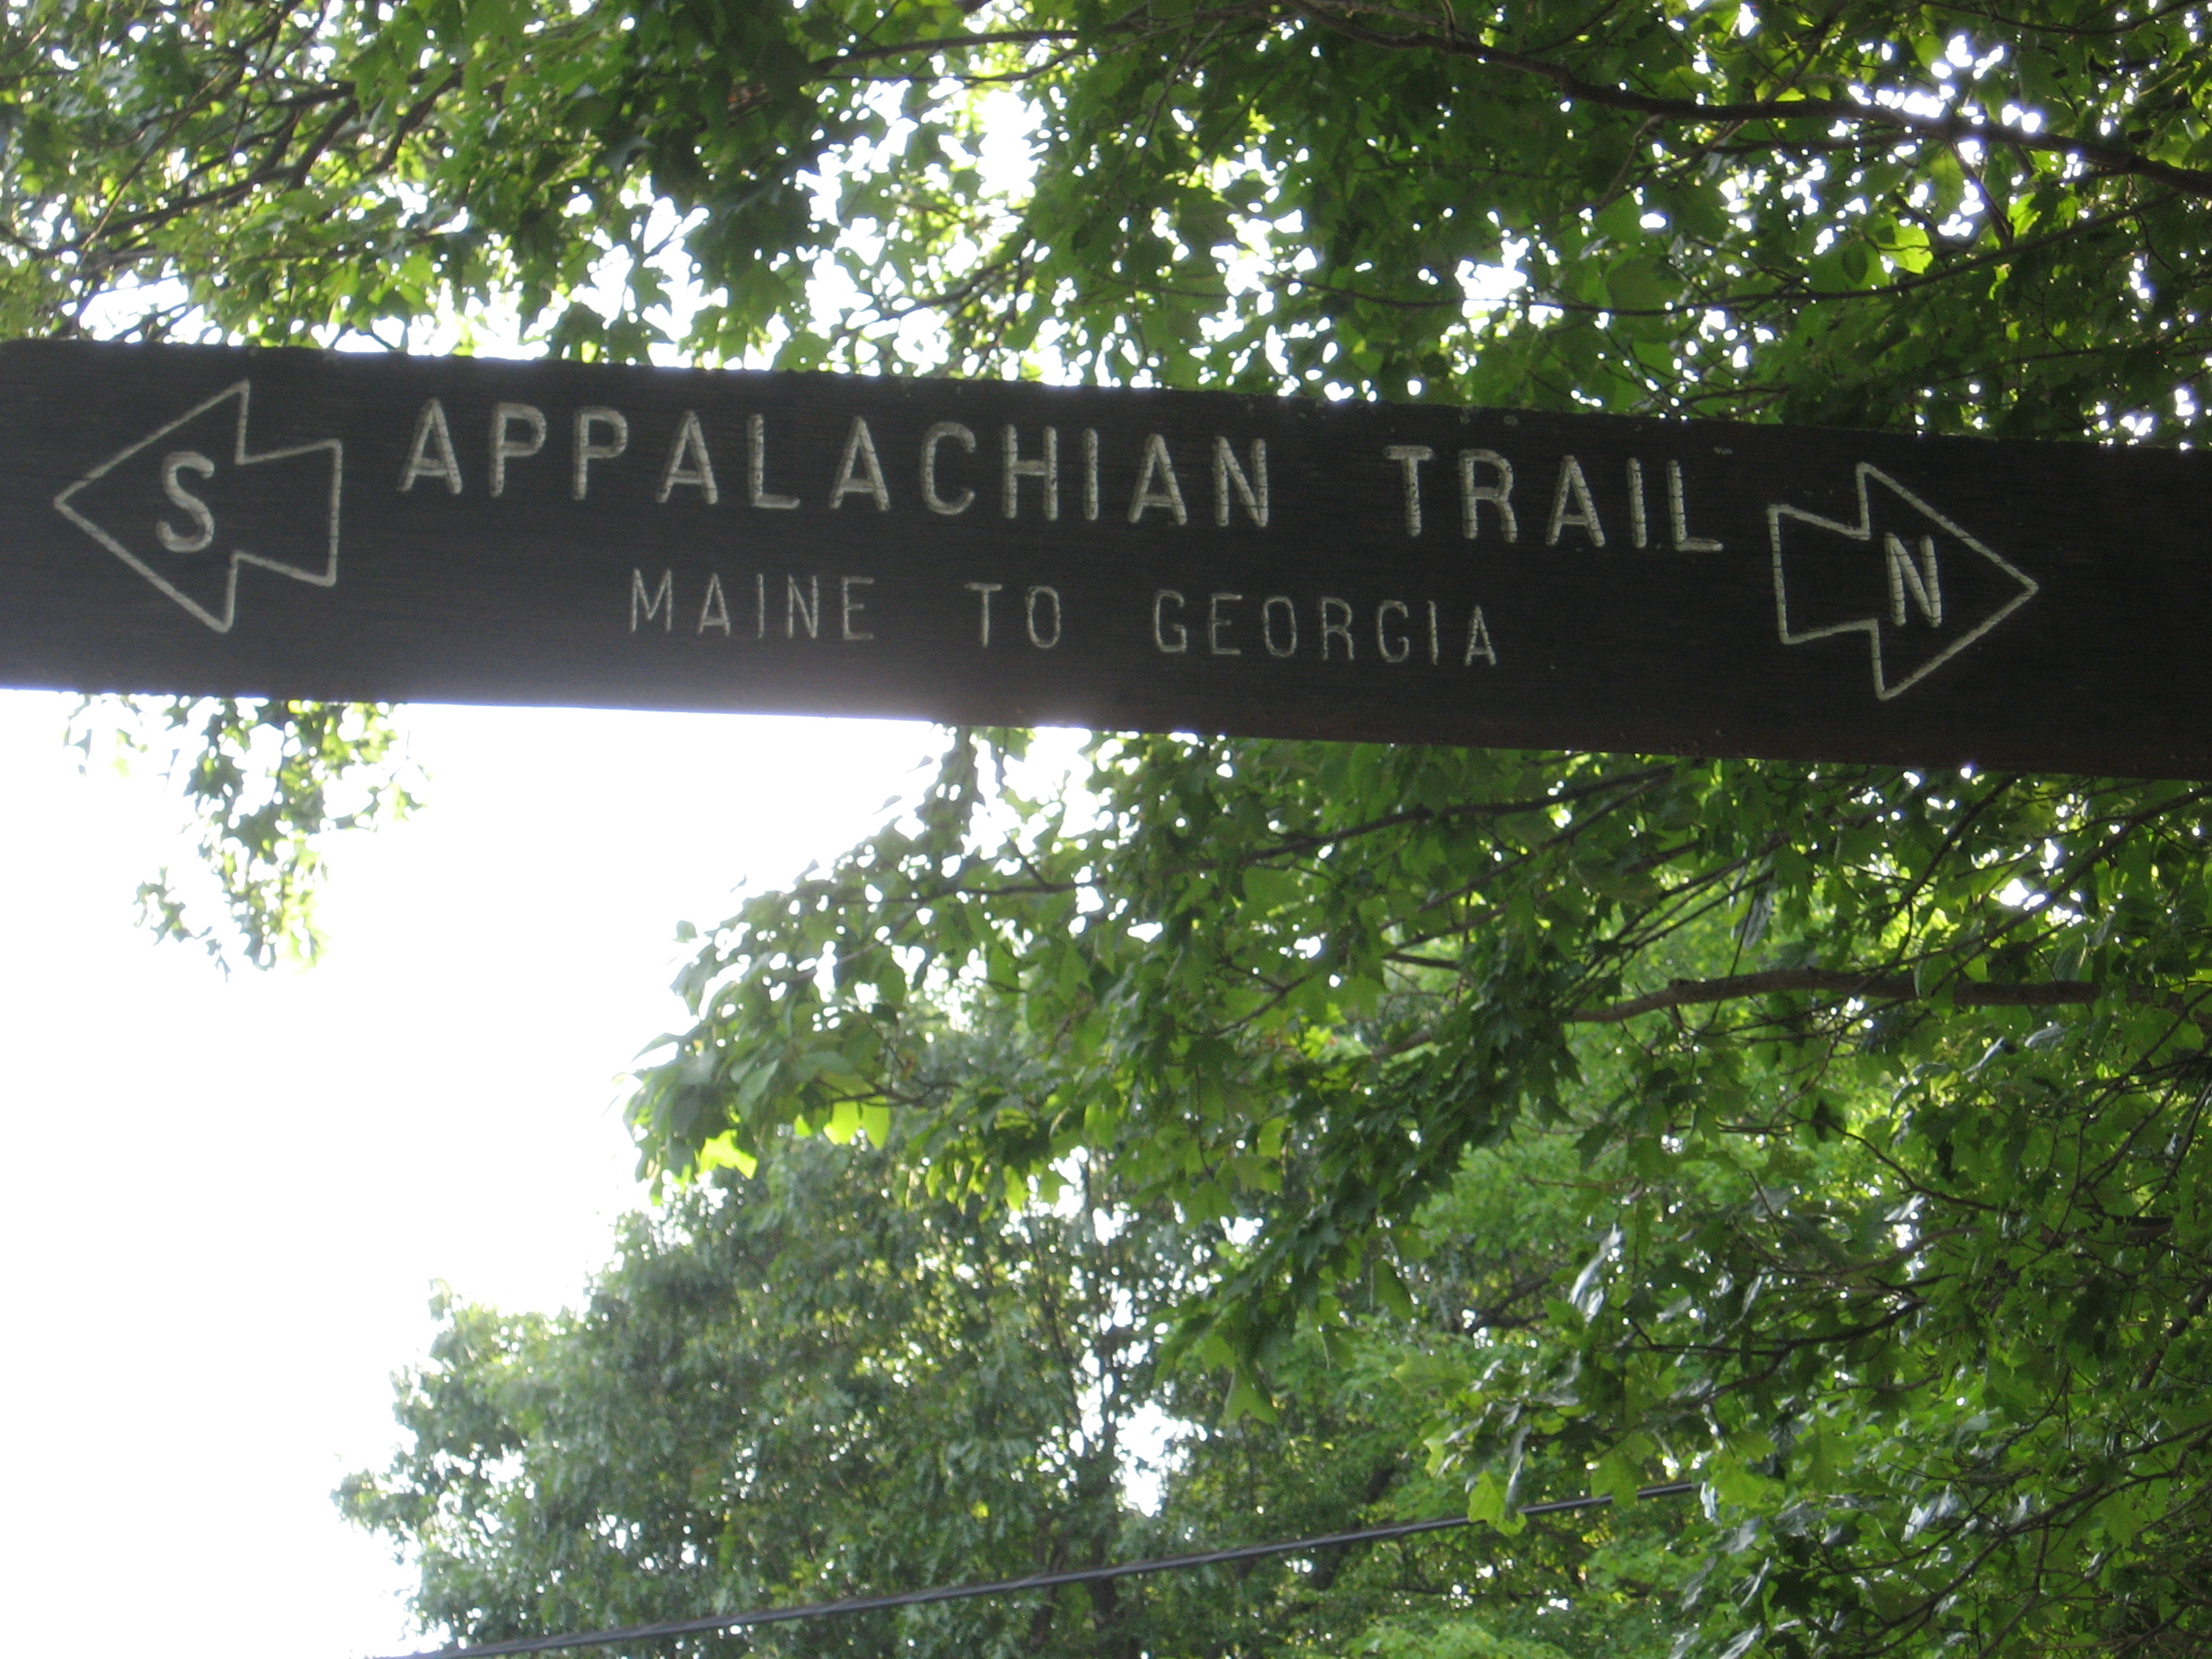 S APPALACHIAN TRAIL N
MAINE TO GEORGIA